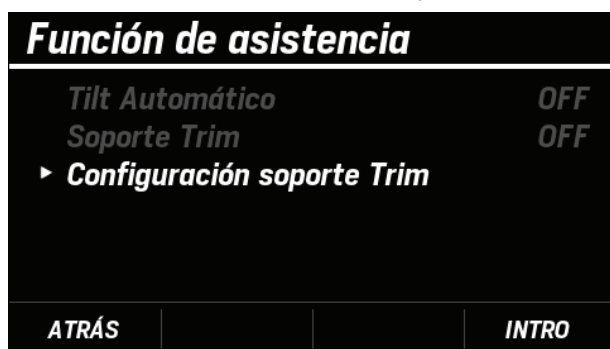 Función de asistencia
Tilt Automático OFF
Soporte Trim OFF
Configuración soporte Trim
ATRÁS INTRO